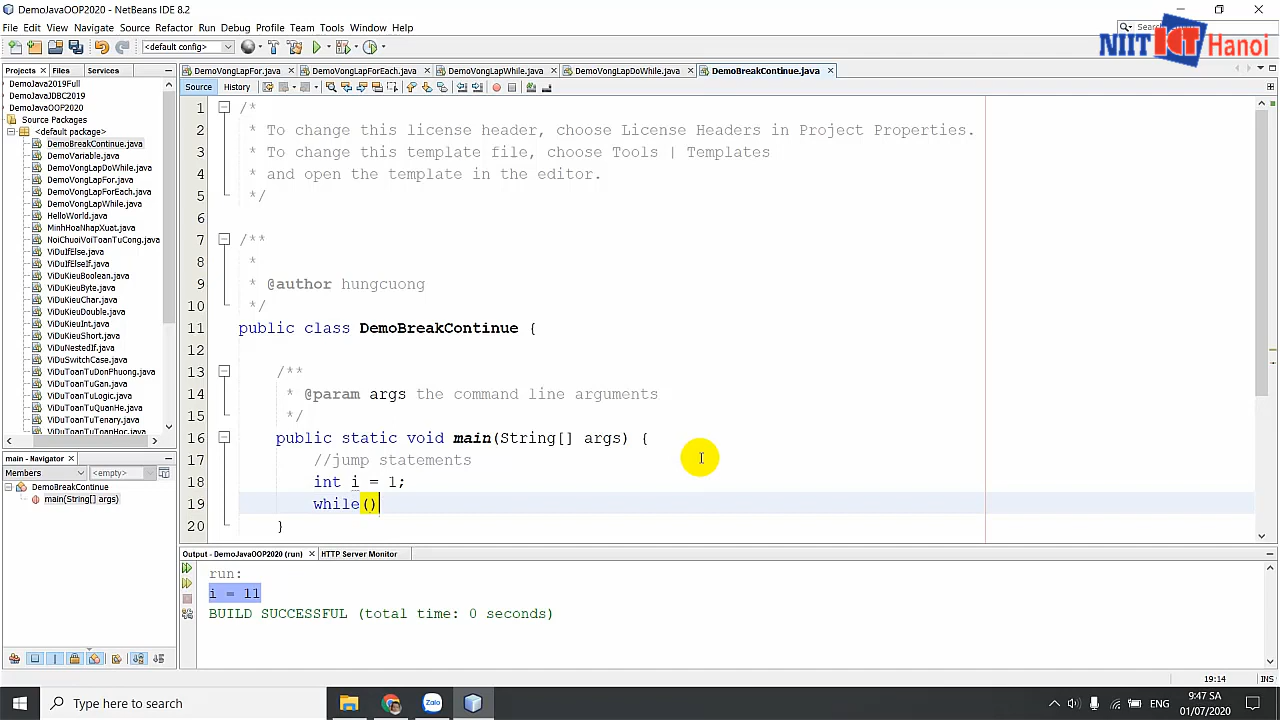 DemoJavaOOP2020 - NetBeans IDE 8.2
File Edit View Navigate Source Refactor Run Debug Profile Team Tools Window Help
NIIT ICT Hanoi
<default config>
Projects Files Services
DemoVongLapFor.java DemoVongLapForEach.java DemoVongLapWhile.java DemoVongLapDoWhile.java DemoBreakContinue.java
Source History
DemoJava2019Full
DemoJavaJDBC2019
DemoJavaOOP2020
Source Packages
<default package>
DemoBreakContinue.java
DemoVariable.java
DemoVongLapDoWhile.java
DemoVongLapFor.java
DemoVongLapForEach.java
DemoVongLapWhile.java
HelloWorld.java
MinhHoaNhapXuat.java
NoiChuoiVoiToanTuCong.java
ViDuIfElse.java
ViDuIfElseIf.java
ViDuKieuBoolean.java
ViDuKieuByte.java
ViDuKieuChar.java
ViDuKieuDouble.java
ViDuKieuInt.java
ViDuKieuShort.java
ViDuNestedIf.java
ViDuSwitchCase.java
ViDuToanTuDonPhuong.java
ViDuToanTuGan.java
ViDuToanTuLogic.java
ViDuToanTuQuanHe.java
ViDuToanTuTenary.java
1 /*
2 * To change this license header, choose License Headers in Project Properties.
3 * To change this template file, choose Tools | Templates
4 * and open the template in the editor.
5 */
6
7 /**
8 *
9 * @author hungcuong
10 */
11 public class DemoBreakContinue {
12
13 /**
14 * @param args the command line arguments
15 */
16 public static void main(String[] args) {
17 //jump statements
18 int i = 1;
19 while()
20 }
main - Navigator
Members <empty>
DemoBreakContinue
main(String[] args)
Output - DemoJavaOOP2020 (run) HTTP Server Monitor
run:
i = 11
BUILD SUCCESSFUL (total time: 0 seconds)
19:14 INS
Type here to search
Zalo
ENG
9:47 SA
01/07/2020